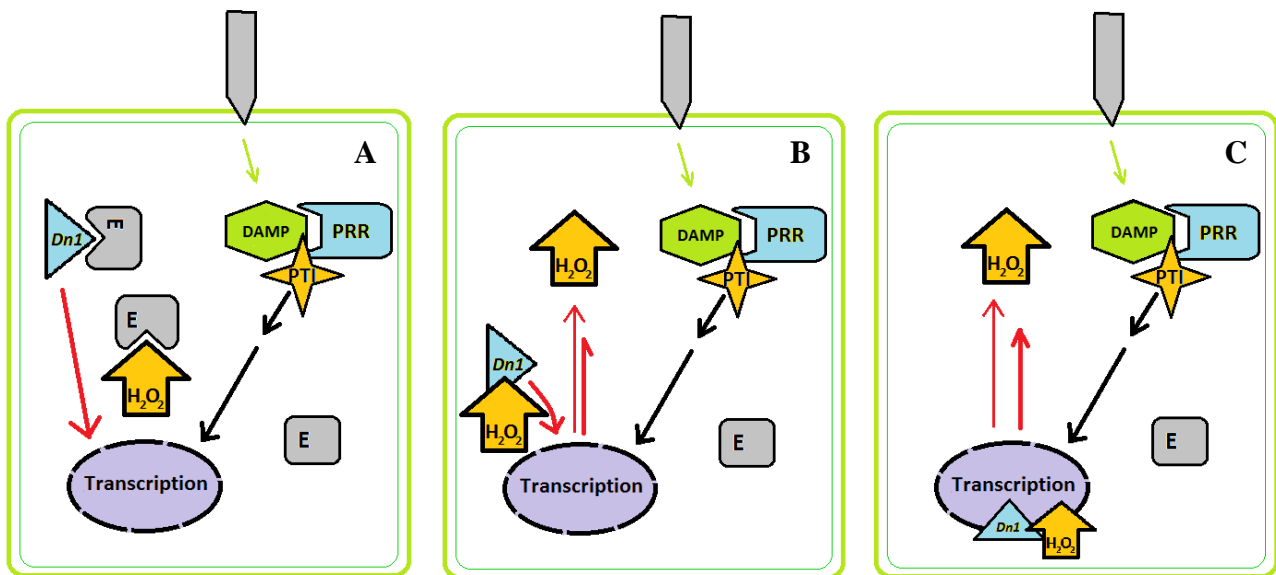 A
DAMP
PRR
PTI
Dn1
E
E
H₂O₂
E
Transcription
B
DAMP
PRR
PTI
H₂O₂
Dn1
H₂O₂
E
Transcription
C
DAMP
PRR
PTI
H₂O₂
E
Transcription
Dn1
H₂O₂